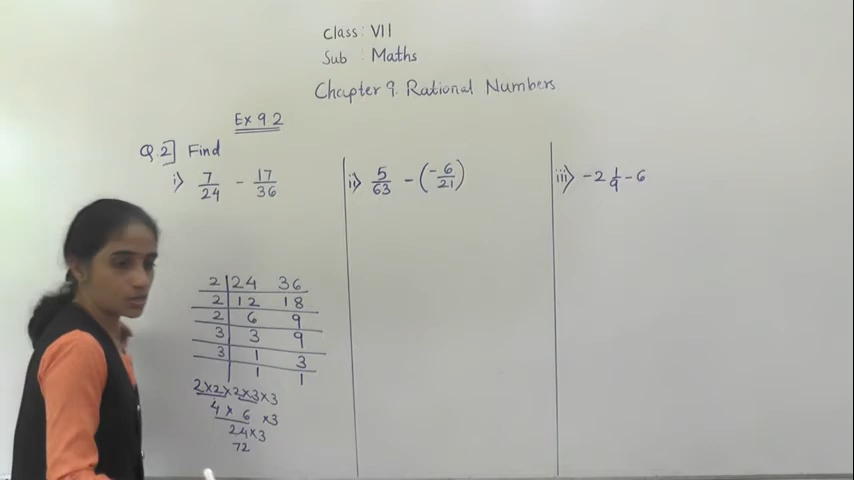 Class : VII
Sub : Maths
Chapter 9. Rational Numbers
Ex 9.2
Q.2] Find
i) 7/24 - 17/36
2 | 24 36
2 | 12 18
2 | 6 9
3 | 3 9
3 | 1 3
| 1 1
2×2×2×3×3
4 × 6 ×3
24×3
72
ii) 5/63 - (-6/21)
iii) -2 1/9 - 6